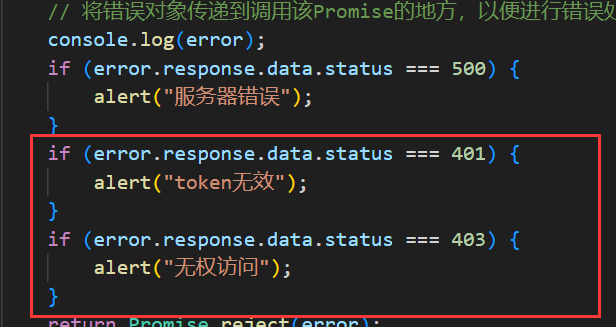 // 将错误对象传递到调用该Promise的地方，以便进行错误
console.log(error);
if (error.response.data.status === 500) {
alert("服务器错误");
}
if (error.response.data.status === 401) {
alert("token无效");
}
if (error.response.data.status === 403) {
alert("无权访问");
}
return Promise.reject(error);